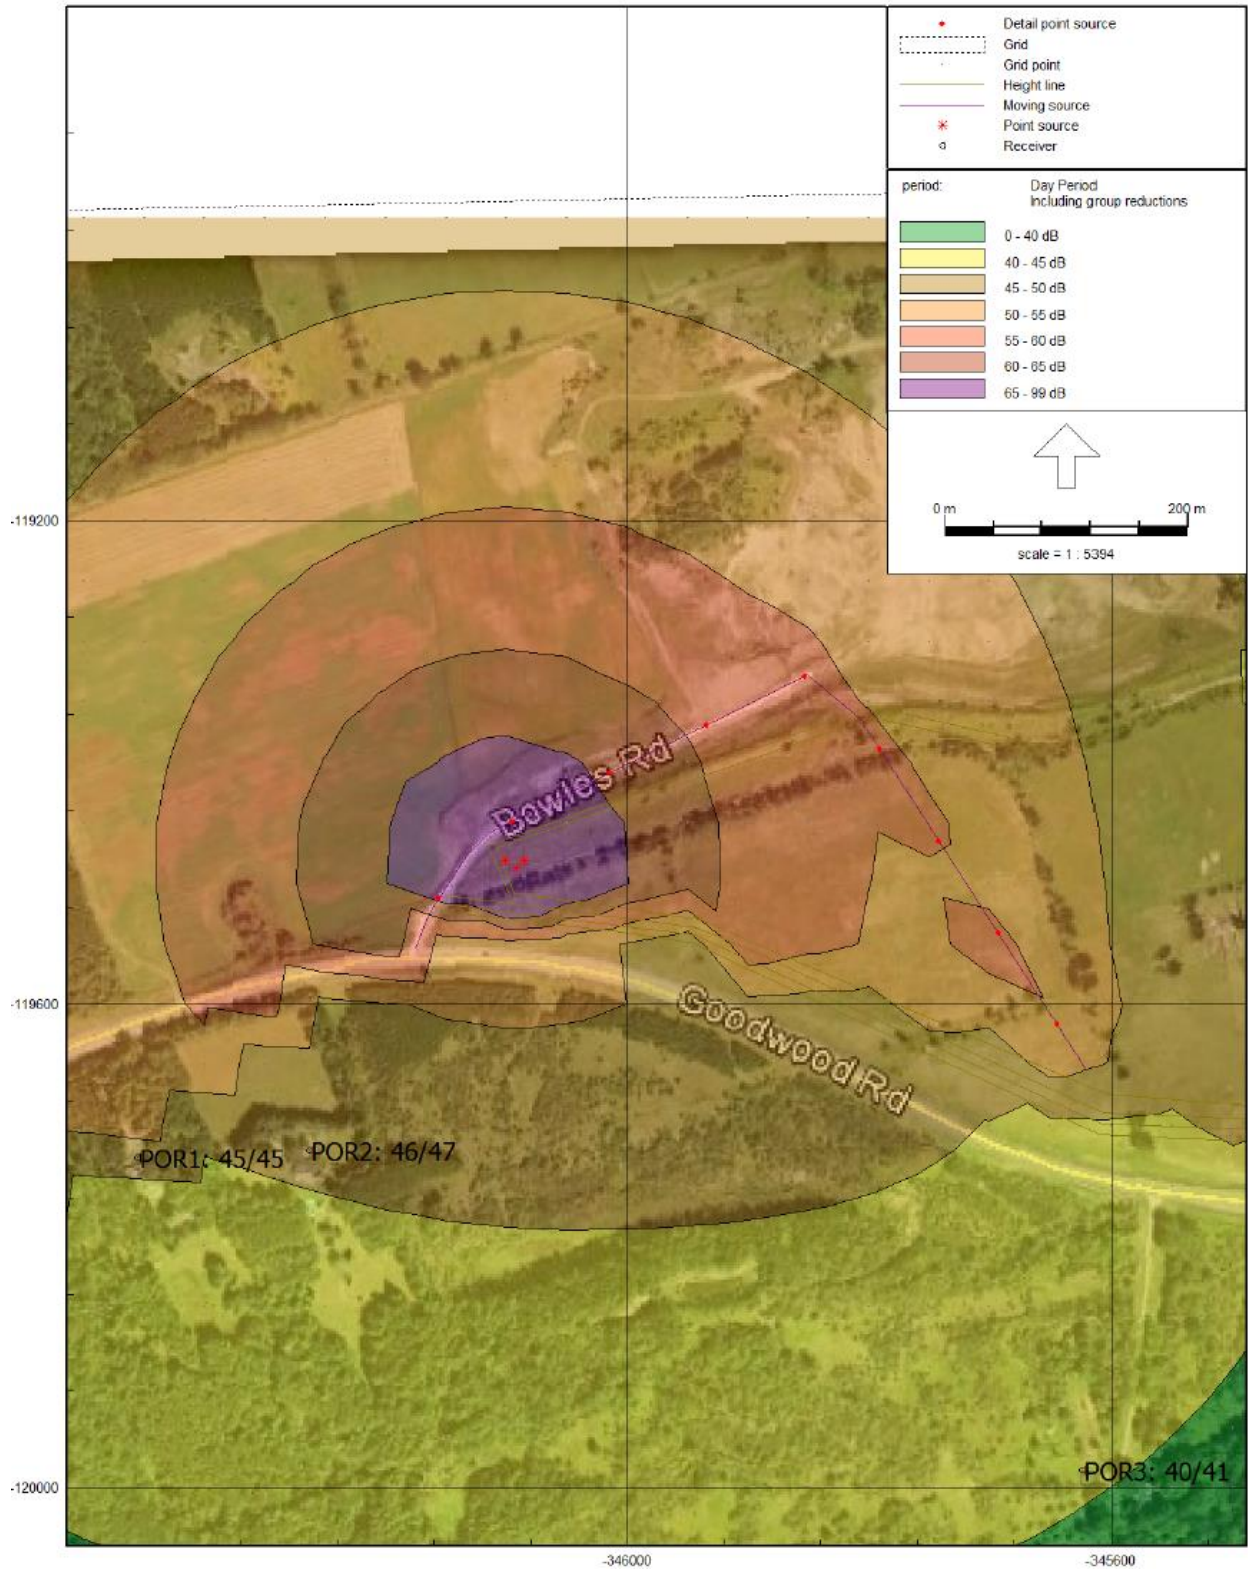 Detail point source
Grid
Grid point
Height line
Moving source
Point source
Receiver
period: Day Period
Including group reductions
0 - 40 dB
40 - 45 dB
45 - 50 dB
50 - 55 dB
55 - 60 dB
60 - 65 dB
65 - 99 dB
0 m 200 m
scale = 1 : 5394
-119200
Bowles Rd
-119600
Goodwood Rd
POR1: 45/45 POR2: 46/47
POR3: 40/41
-120000
-346000 -345600